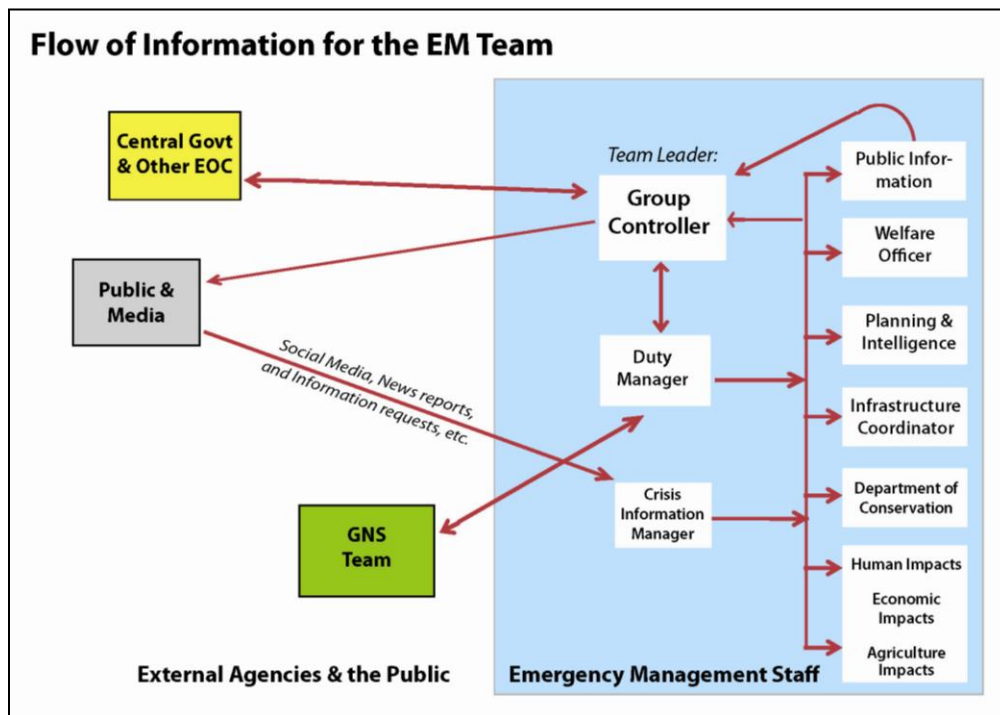 Flow of Information for the EM Team
Central Govt
& Other EOC
Team Leader:
Group
Controller
Public Infor-
mation
Welfare
Officer
Public &
Media
Social Media, News reports,
and Information requests, etc.
Duty
Manager
Planning &
Intelligence
Infrastructure
Coordinator
GNS
Team
Crisis
Information
Manager
Department of
Conservation
Human Impacts
Economic
Impacts
Agriculture
Impacts
External Agencies & the Public
Emergency Management Staff